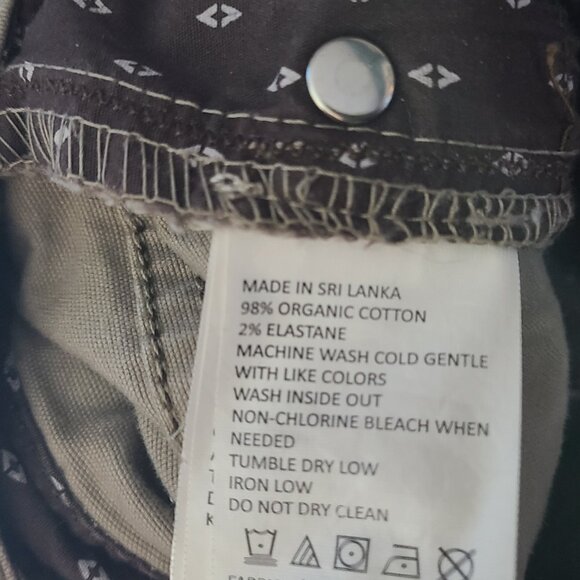 MADE IN SRI LANKA
98% ORGANIC COTTON
2% ELASTANE
MACHINE WASH COLD GENTLE
WITH LIKE COLORS
WASH INSIDE OUT
NON-CHLORINE BLEACH WHEN
NEEDED
TUMBLE DRY LOW
IRON LOW
DO NOT DRY CLEAN